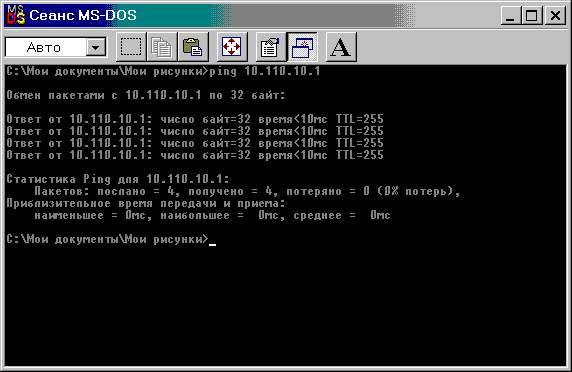 Сеанс MS-DOS
Авто
A
C:\Мои документы\Мои рисунки>ping 10.110.10.1
Обмен пакетами с 10.110.10.1 по 32 байт:
Ответ от 10.110.10.1: число байт=32 время<10мс TTL=255
Ответ от 10.110.10.1: число байт=32 время<10мс TTL=255
Ответ от 10.110.10.1: число байт=32 время<10мс TTL=255
Ответ от 10.110.10.1: число байт=32 время<10мс TTL=255
Статистика Ping для 10.110.10.1:
Пакетов: послано = 4, получено = 4, потеряно = 0 (0% потерь),
Приблизительное время передачи и приема:
наименьшее = 0мс, наибольшее =  0мс, среднее =  0мс
C:\Мои документы\Мои рисунки>